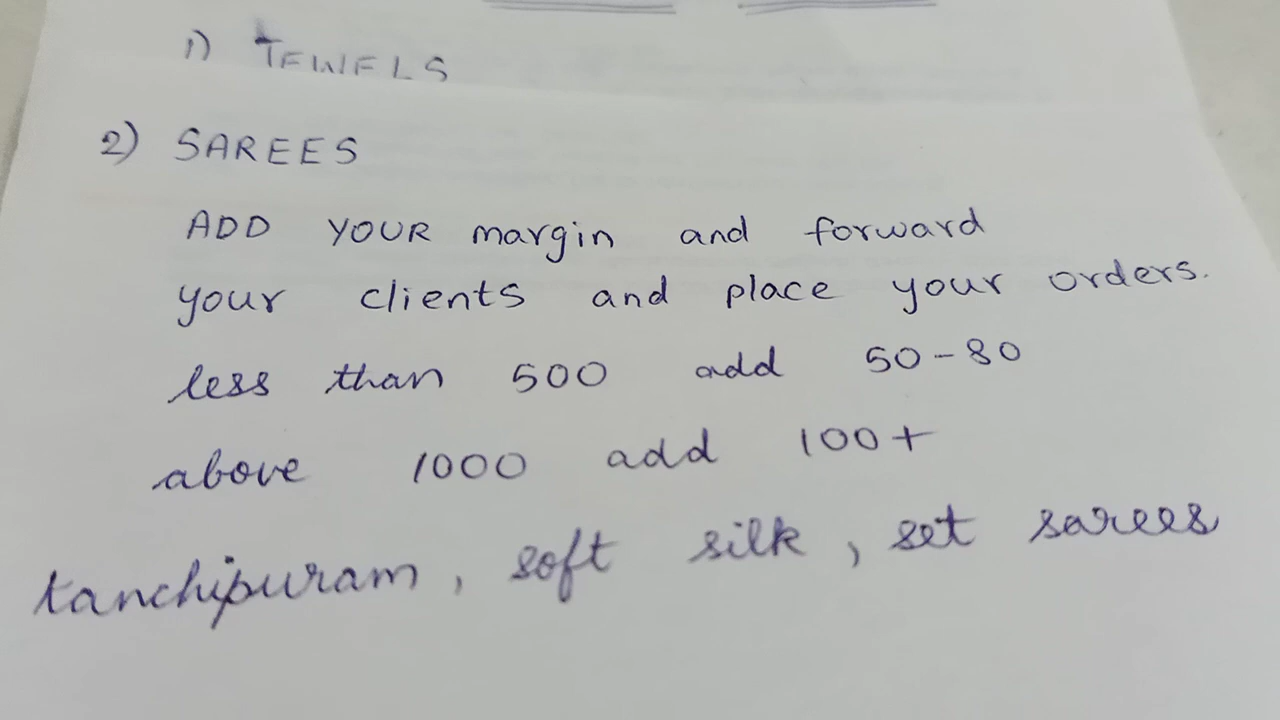 1) JEWELS
2) SAREES
ADD YOUR margin and forward
your clients and place your orders.
less than 500 add 50-80
above 1000 add 100+
kanchipuram, soft silk, set sarees